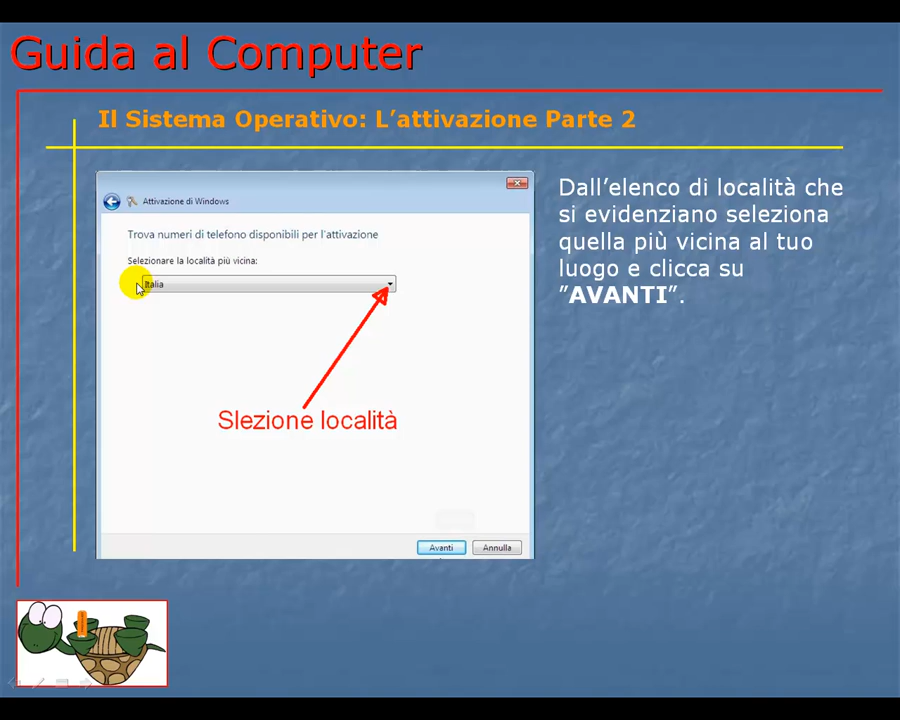 Guida al Computer
Il Sistema Operativo: L’attivazione Parte 2
Attivazione di Windows
Trova numeri di telefono disponibili per l'attivazione
Selezionare la località più vicina:
Italia
Slezione località
Avanti
Annulla
Dall’elenco di località che
si evidenziano seleziona
quella più vicina al tuo
luogo e clicca su
”AVANTI”.